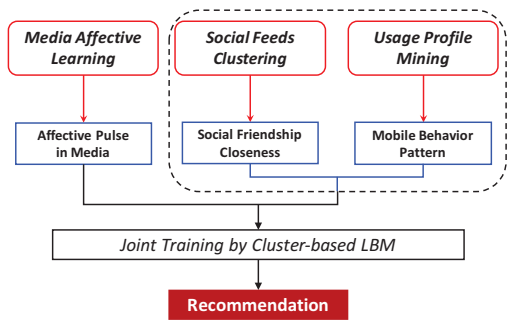 Media Affective
Learning
Social Feeds
Clustering
Usage Profile
Mining
Affective Pulse
in Media
Social Friendship
Closeness
Mobile Behavior
Pattern
Joint Training by Cluster-based LBM
Recommendation